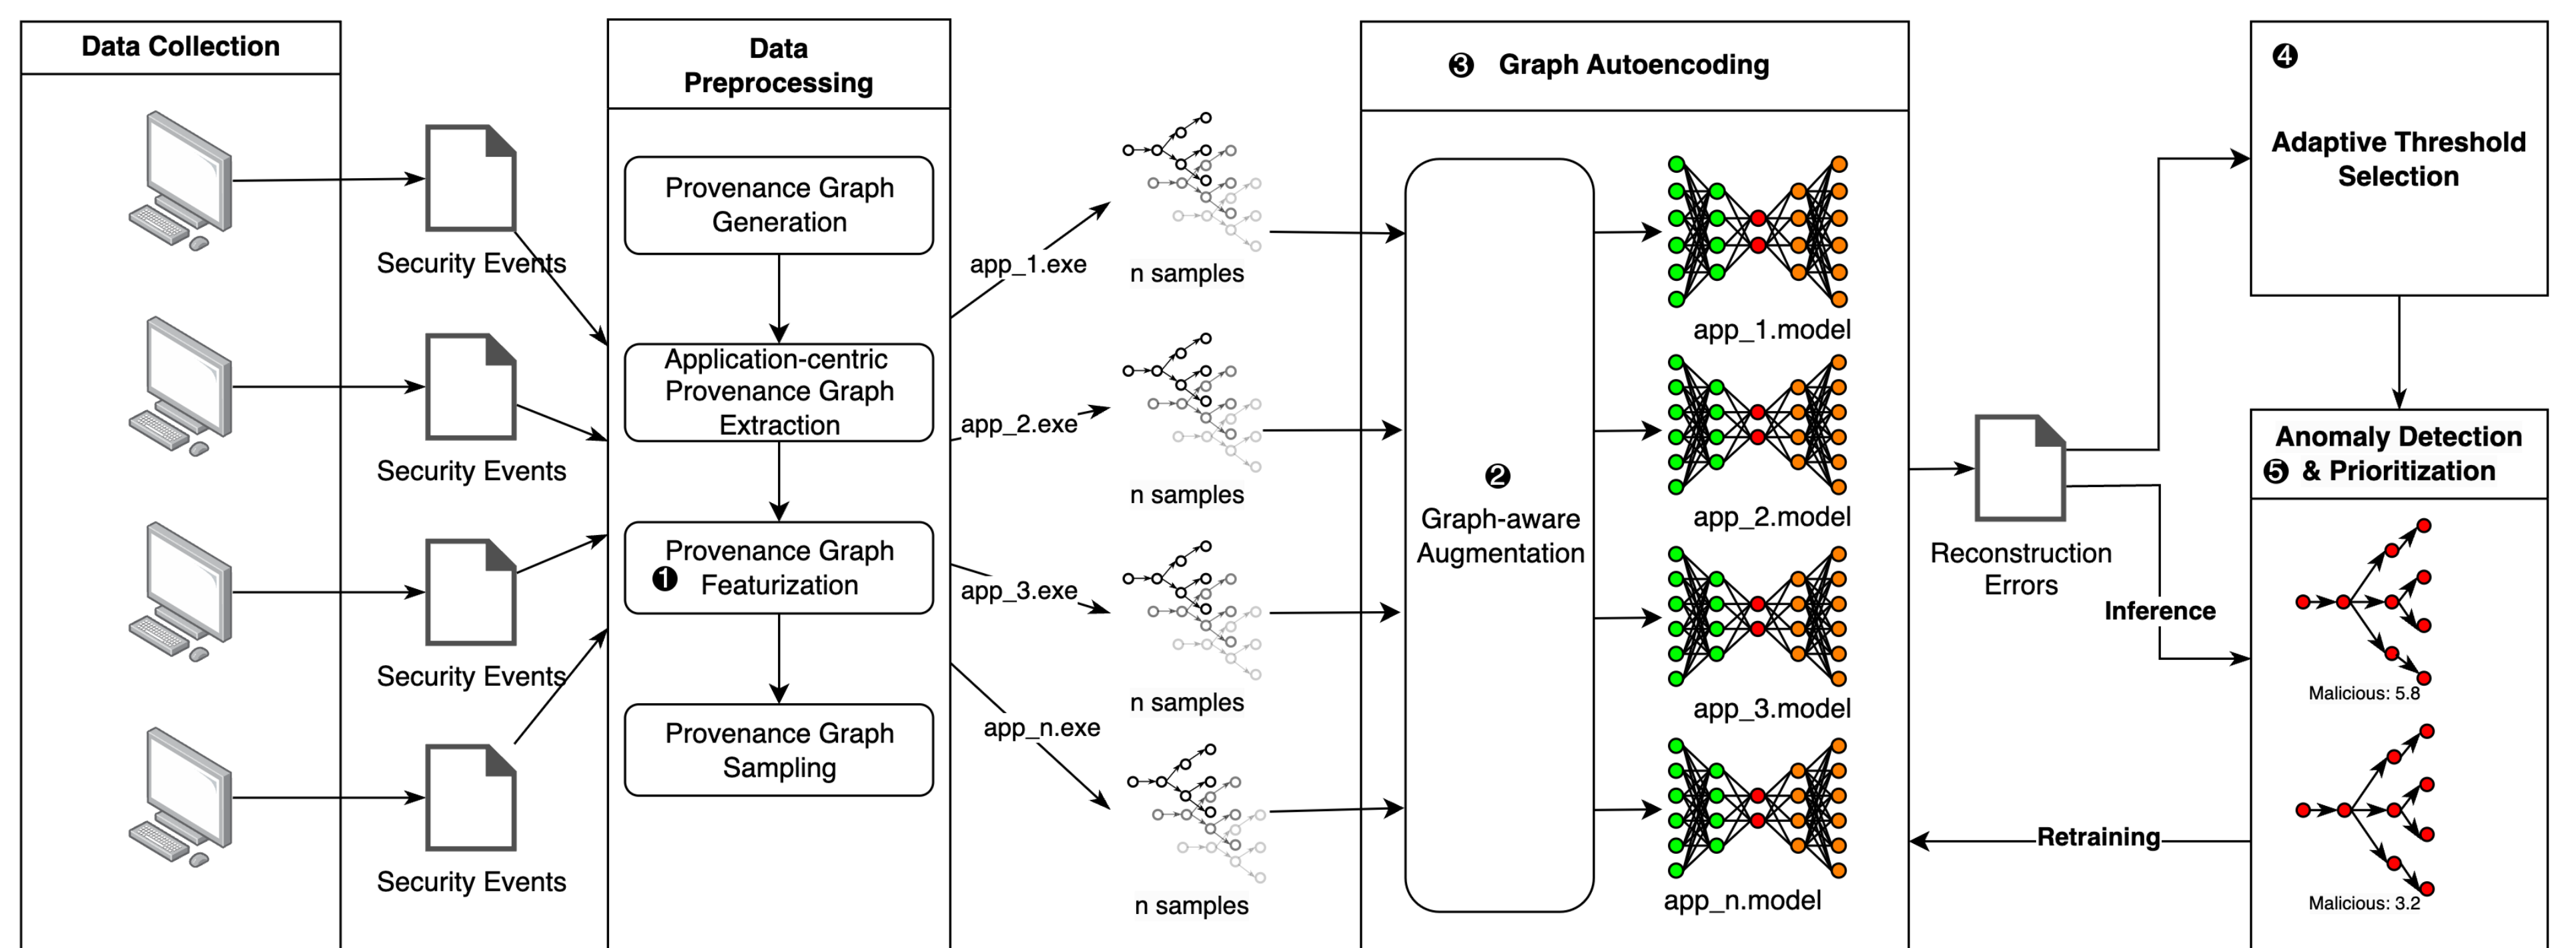 Data Collection
Security Events
Security Events
Security Events
Security Events
Data
Preprocessing
Provenance Graph
Generation
Application-centric
Provenance Graph
Extraction
❶
Provenance Graph
Featurization
Provenance Graph
Sampling
app_1.exe
app_2.exe
app_3.exe
app_n.exe
n samples
n samples
n samples
n samples
❸ Graph Autoencoding
❷
Graph-aware
Augmentation
app_1.model
app_2.model
app_3.model
app_n.model
Reconstruction
Errors
Inference
Retraining
❹
Adaptive Threshold
Selection
Anomaly Detection
❺ & Prioritization
Malicious: 5.8
Malicious: 3.2